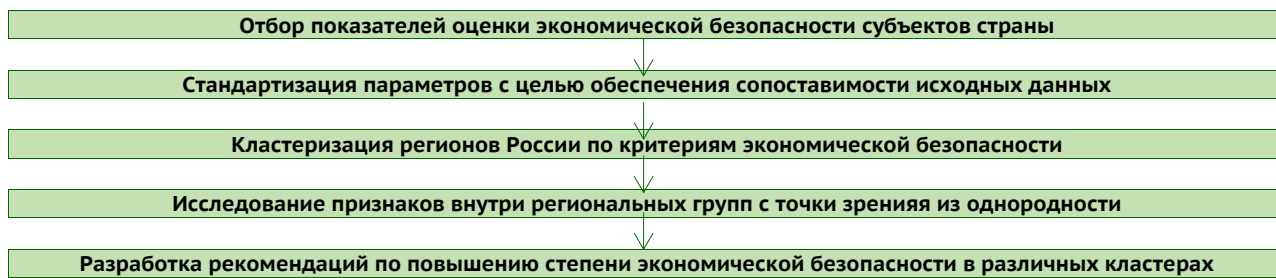 Отбор показателей оценки экономической безопасности субъектов страны
Стандартизация параметров с целью обеспечения сопоставимости исходных данных
Кластеризация регионов России по критериям экономической безопасности
Исследование признаков внутри региональных групп с точки зренияя из однородности
Разработка рекомендаций по повышению степени экономической безопасности в различных кластерах